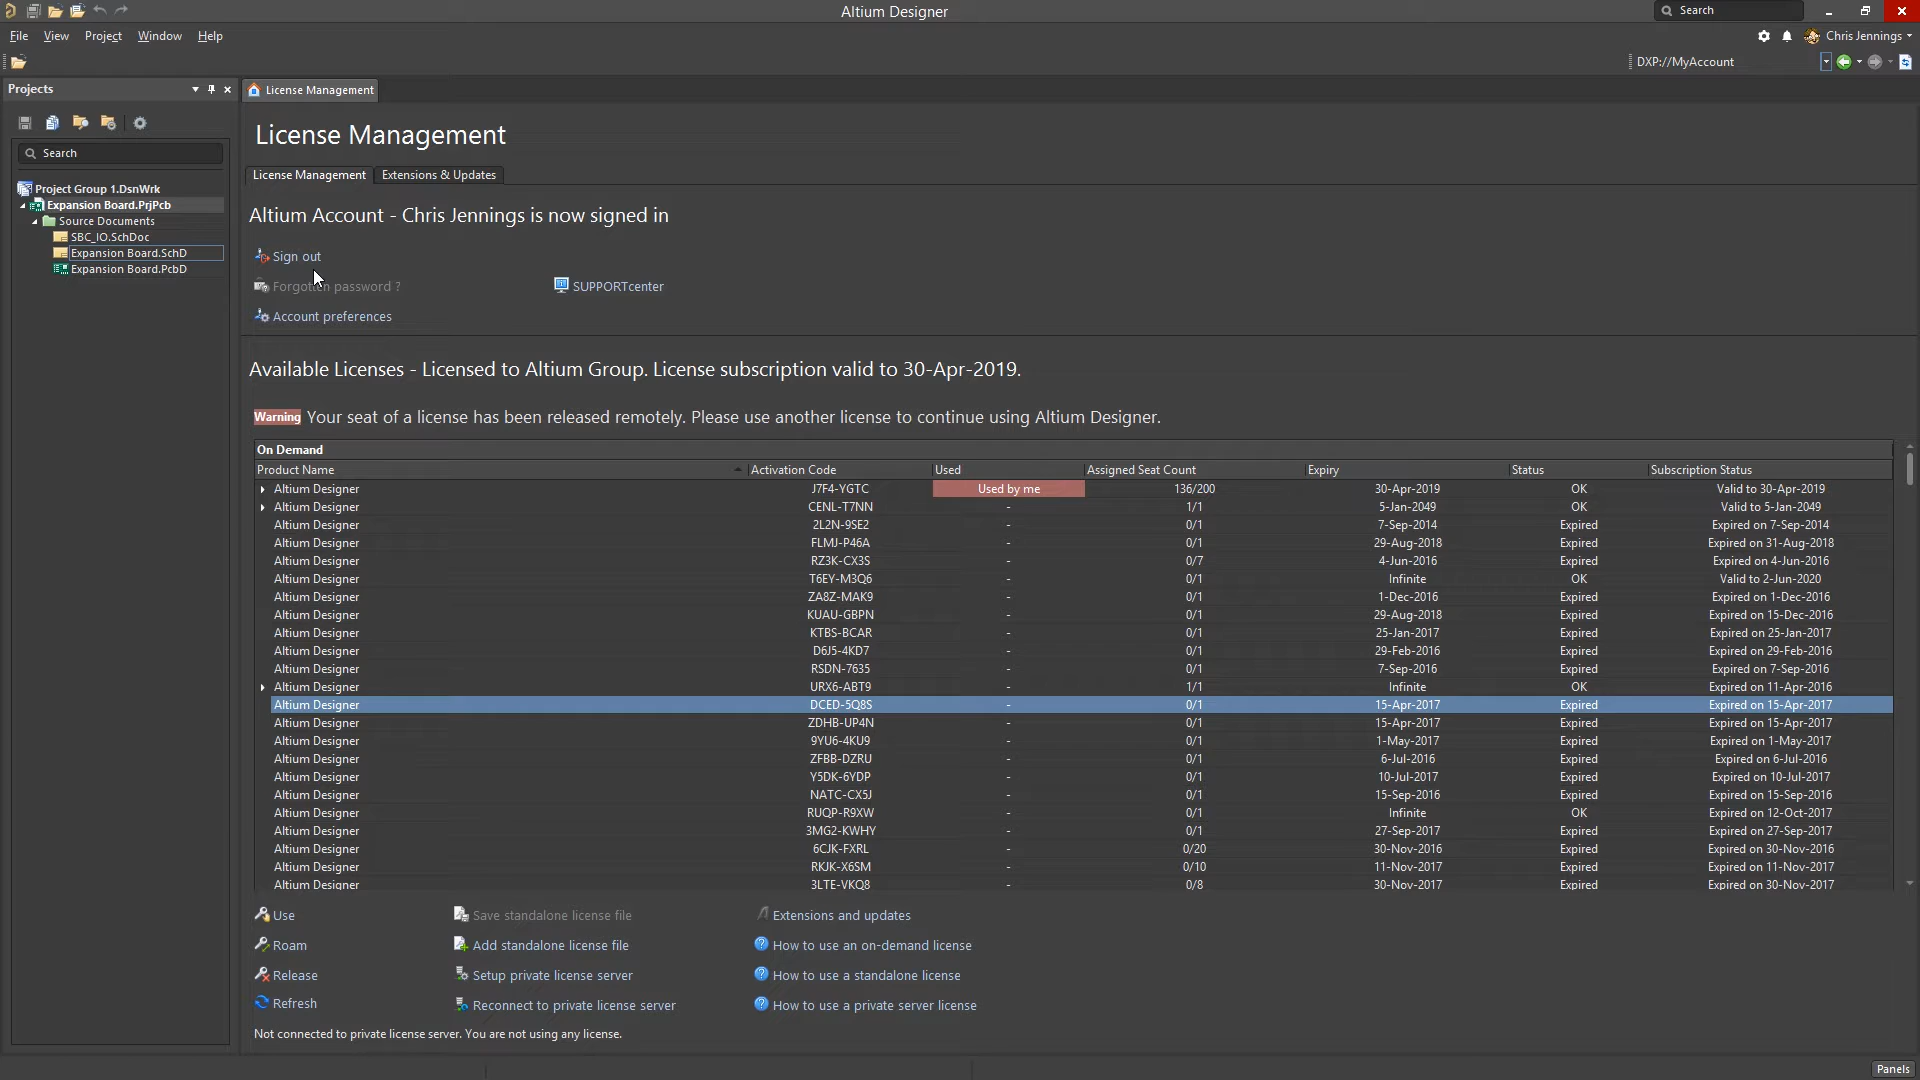 Altium Designer
Search
File View Project Window Help
Chris Jennings
DXP://MyAccount
Projects
License Management
Search
Project Group 1.DsnWrk
Expansion Board.PrjPcb
Source Documents
SBC_IO.SchDoc
Expansion Board.SchD
Expansion Board.PcbD
License Management
License Management Extensions & Updates
Altium Account - Chris Jennings is now signed in
Sign out
Forgotten password ? SUPPORTcenter
Account preferences
Available Licenses - Licensed to Altium Group. License subscription valid to 30-Apr-2019.
Warning Your seat of a license has been released remotely. Please use another license to continue using Altium Designer.
On Demand
Product Name Activation Code Used Assigned Seat Count Expiry Status Subscription Status
Altium Designer J7F4-YGTC Used by me 136/200 30-Apr-2019 OK Valid to 30-Apr-2019
Altium Designer CENL-T7NN - 1/1 5-Jan-2049 OK Valid to 5-Jan-2049
Altium Designer 2L2N-9SE2 - 0/1 7-Sep-2014 Expired Expired on 7-Sep-2014
Altium Designer FLMJ-P46A - 0/1 29-Aug-2018 Expired Expired on 31-Aug-2018
Altium Designer RZ3K-CX3S - 0/7 4-Jun-2016 Expired Expired on 4-Jun-2016
Altium Designer T6EY-M3Q6 - 0/1 Infinite OK Valid to 2-Jun-2020
Altium Designer ZA8Z-MAK9 - 0/1 1-Dec-2016 Expired Expired on 1-Dec-2016
Altium Designer KUAU-GBPN - 0/1 29-Aug-2018 Expired Expired on 15-Dec-2016
Altium Designer KTBS-BCAR - 0/1 25-Jan-2017 Expired Expired on 25-Jan-2017
Altium Designer D6J5-4KD7 - 0/1 29-Feb-2016 Expired Expired on 29-Feb-2016
Altium Designer RSDN-7635 - 0/1 7-Sep-2016 Expired Expired on 7-Sep-2016
Altium Designer URX6-ABT9 - 1/1 Infinite OK Expired on 11-Apr-2016
Altium Designer DCED-5Q8S - 0/1 15-Apr-2017 Expired Expired on 15-Apr-2017
Altium Designer ZDHB-UP4N - 0/1 15-Apr-2017 Expired Expired on 15-Apr-2017
Altium Designer 9YU6-4KU9 - 0/1 1-May-2017 Expired Expired on 1-May-2017
Altium Designer ZFBB-DZRU - 0/1 6-Jul-2016 Expired Expired on 6-Jul-2016
Altium Designer Y5DK-6YDP - 0/1 10-Jul-2017 Expired Expired on 10-Jul-2017
Altium Designer NATC-CX5J - 0/1 15-Sep-2016 Expired Expired on 15-Sep-2016
Altium Designer RUQP-R9XW - 0/1 Infinite OK Expired on 12-Oct-2017
Altium Designer 3MG2-KWHY - 0/1 27-Sep-2017 Expired Expired on 27-Sep-2017
Altium Designer 6CJK-FXRL - 0/20 30-Nov-2016 Expired Expired on 30-Nov-2016
Altium Designer RKJK-X6SM - 0/10 11-Nov-2017 Expired Expired on 11-Nov-2017
Altium Designer 3LTE-VKQ8 - 0/8 30-Nov-2017 Expired Expired on 30-Nov-2017
Use Save standalone license file Extensions and updates
Roam Add standalone license file How to use an on-demand license
Release Setup private license server How to use a standalone license
Refresh Reconnect to private license server How to use a private server license
Not connected to private license server. You are not using any license.
Panels